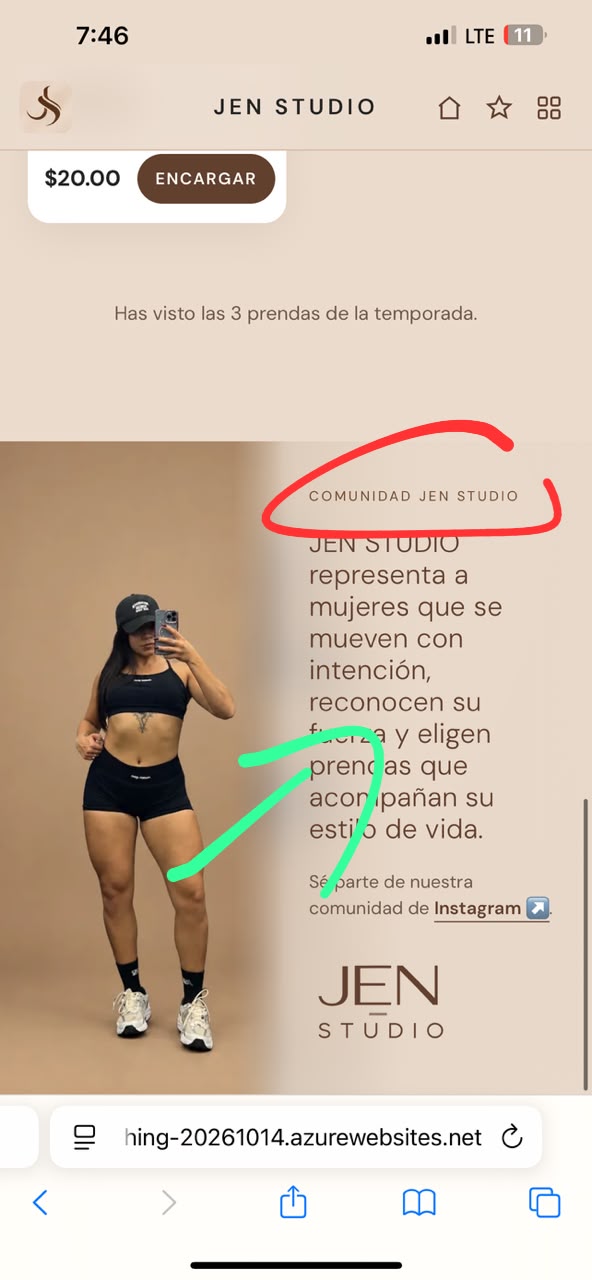 7:46
LTE
11
JEN STUDIO
$20.00
ENCARGAR
Has visto las 3 prendas de la temporada.
COMUNIDAD JEN STUDIO
JEN STUDIO
representa a
mujeres que se
mueven con
intención,
reconocen su
fuerza y eligen
prendas que
acompañan su
estilo de vida.
Sé parte de nuestra
comunidad de Instagram ↗.
JEN
STUDIO
hing-20261014.azurewebsites.net